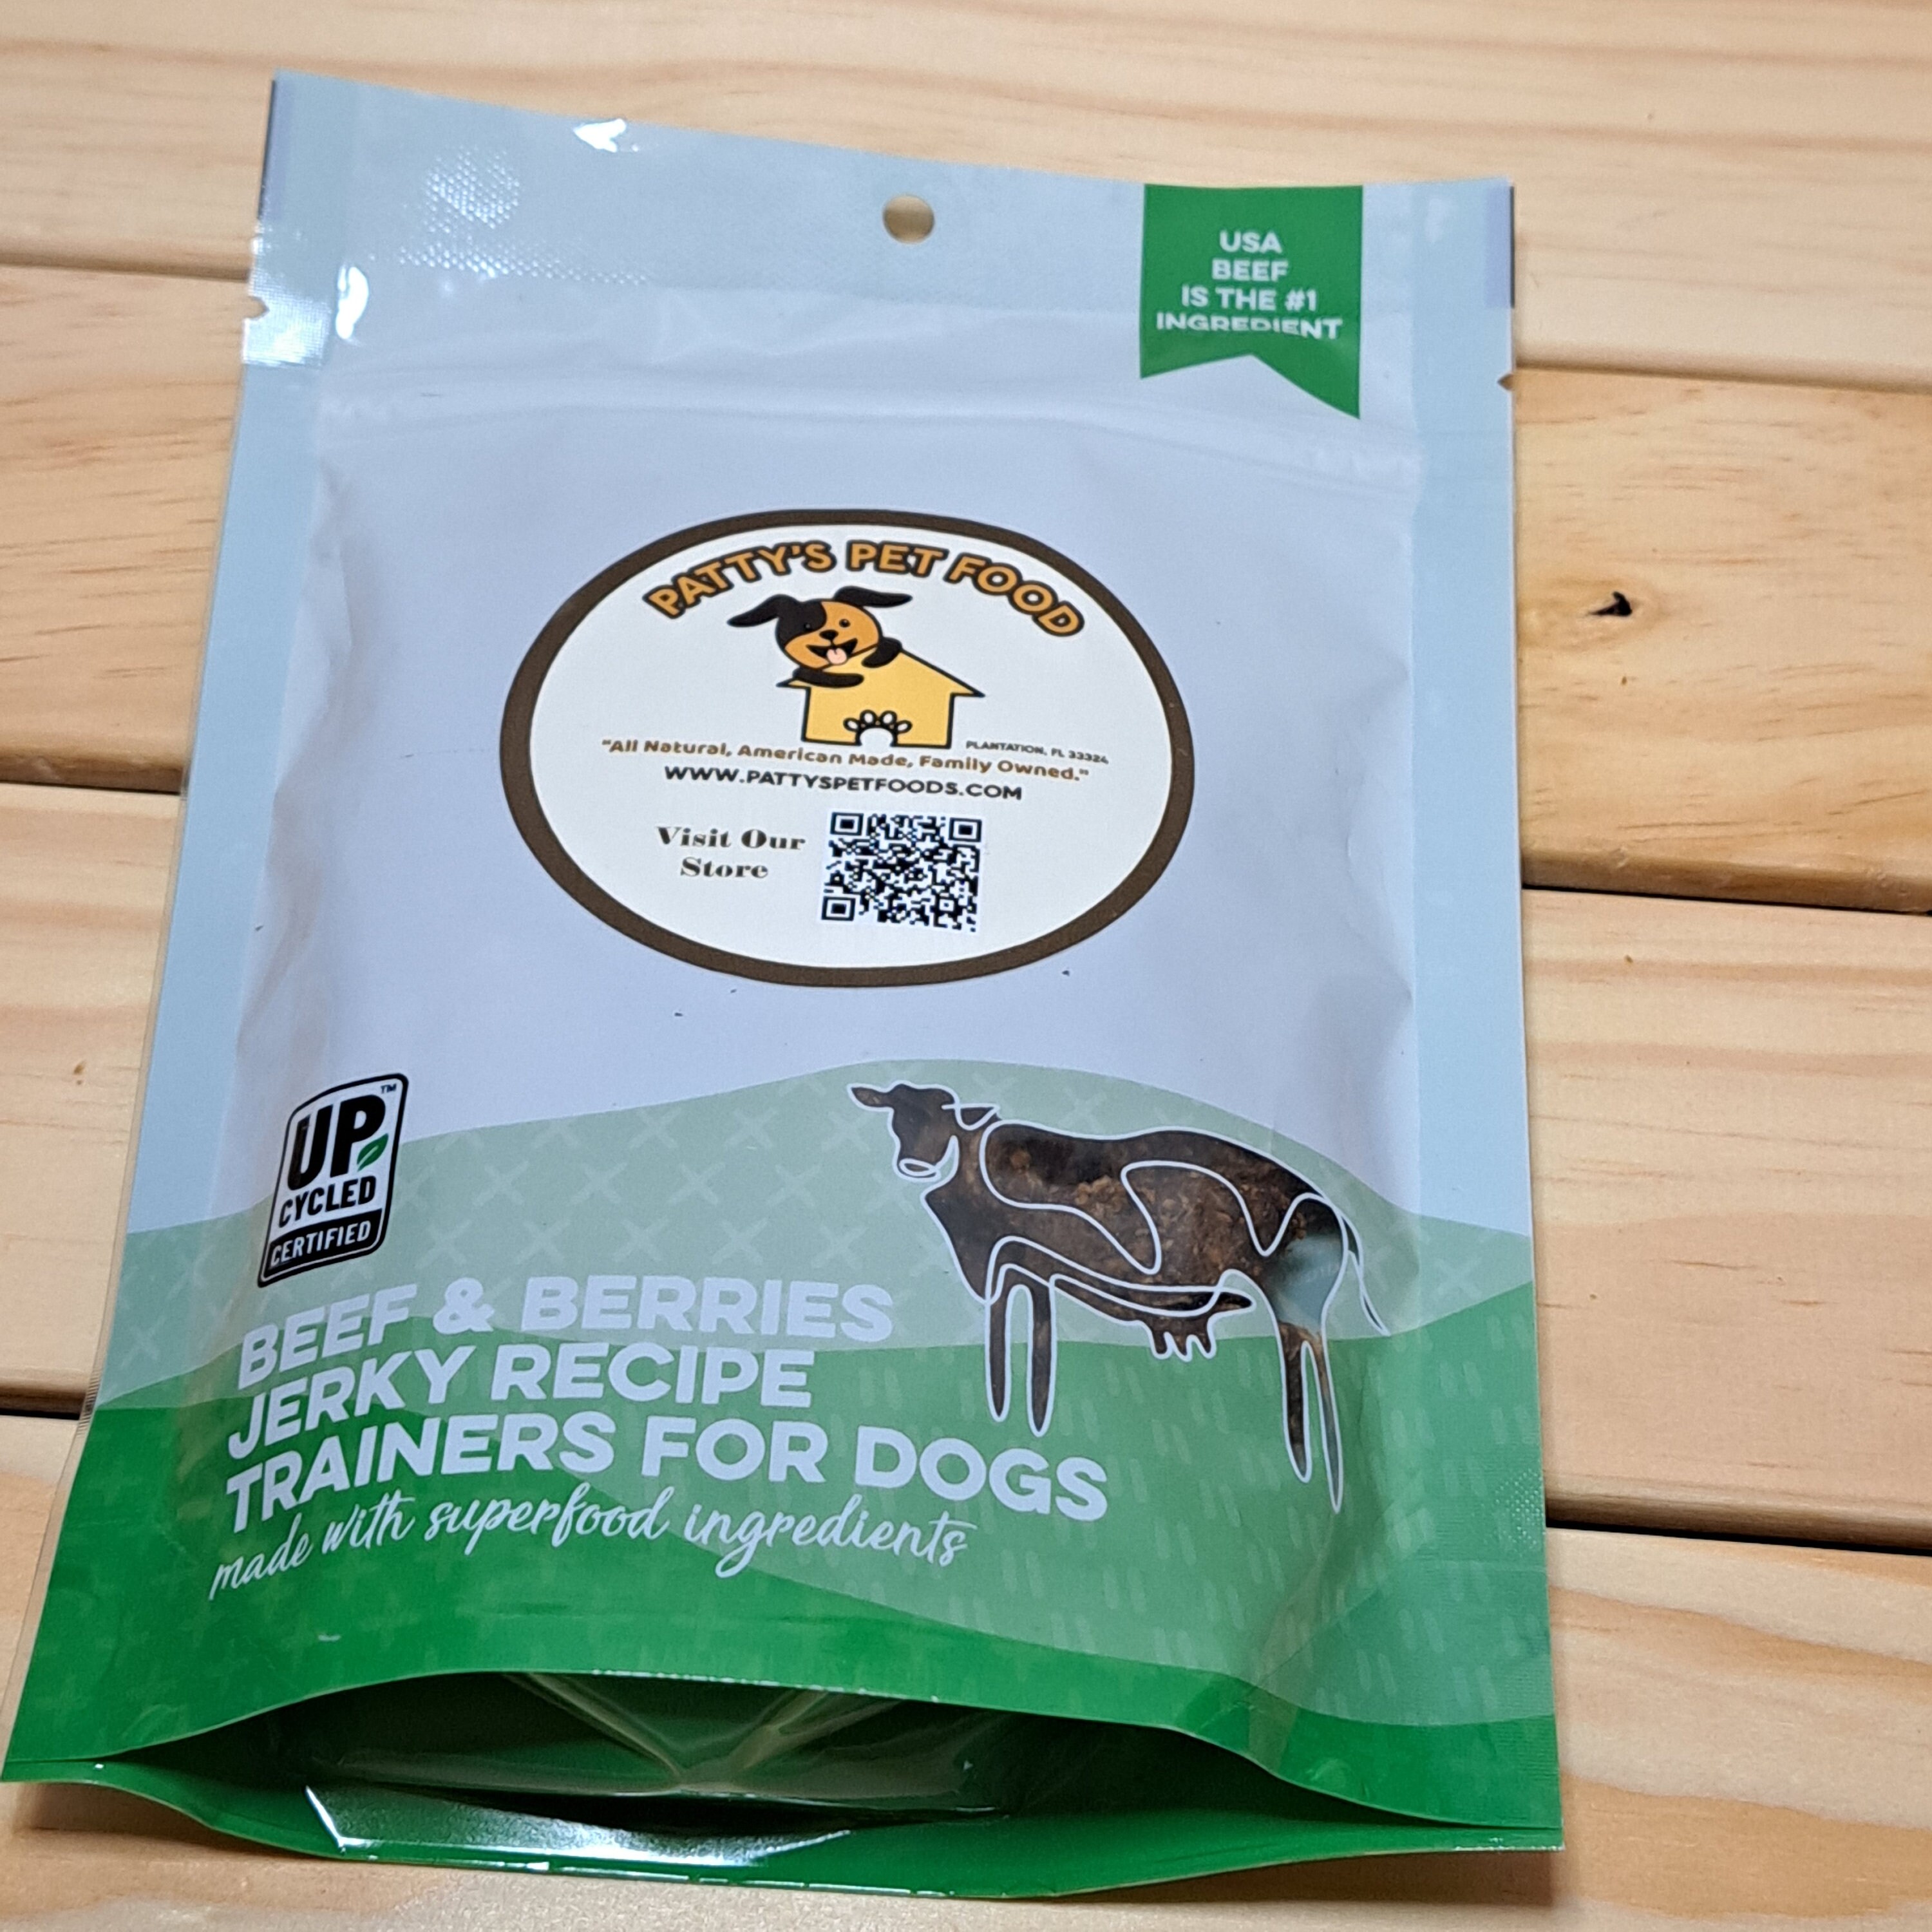 USA
BEEF
IS THE #1
INGREDIENT
PATTY'S PET FOOD
PLANTATION, FL 33324
"All Natural, American Made, Family Owned."
WWW.PATTYSPETFOODS.COM
Visit Our
Store
UP
TM
CYCLED
CERTIFIED
BEEF & BERRIES
JERKY RECIPE
TRAINERS FOR DOGS
made with superfood ingredients